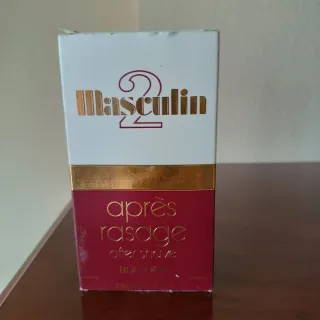 2
Masculin
après
rasage
after shave